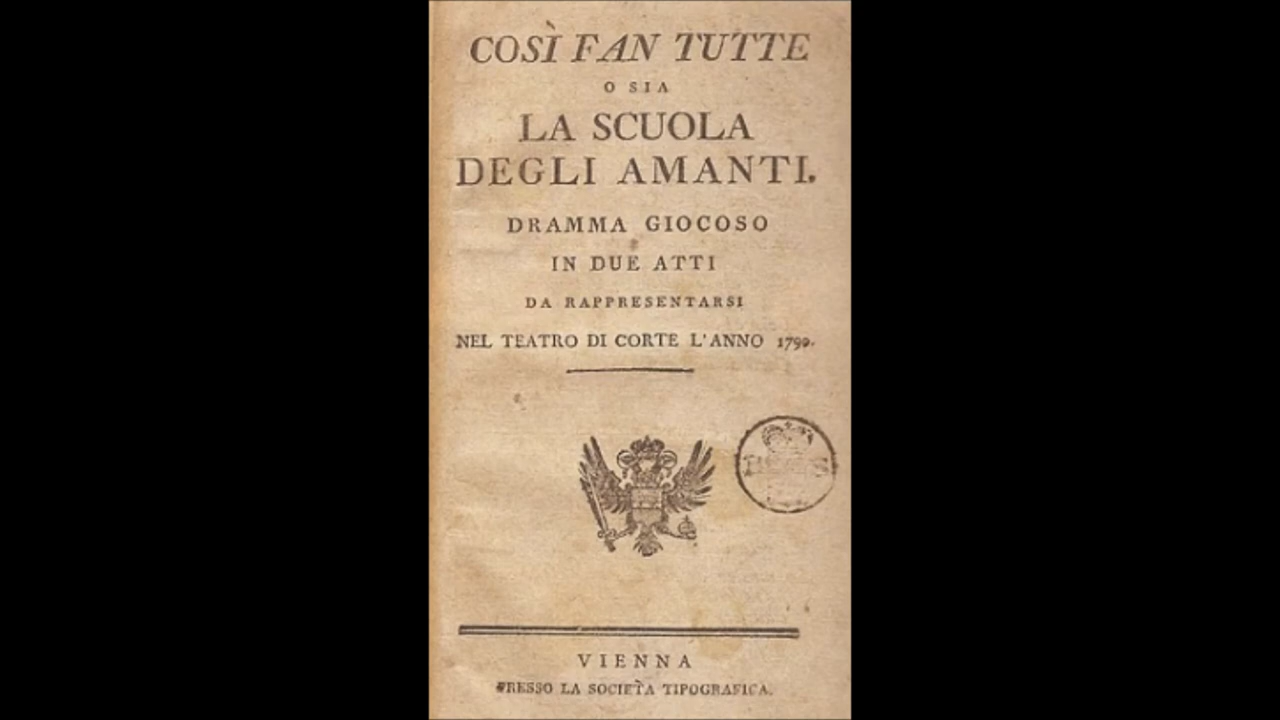 COSÌ FAN TUTTE
O SIA
LA SCUOLA
DEGLI AMANTI.
DRAMMA GIOCOSO
IN DUE ATTI
DA RAPPRESENTARSI
NEL TEATRO DI CORTE L'ANNO 1790.
VIENNA
PRESSO LA SOCIETÀ TIPOGRAFICA.